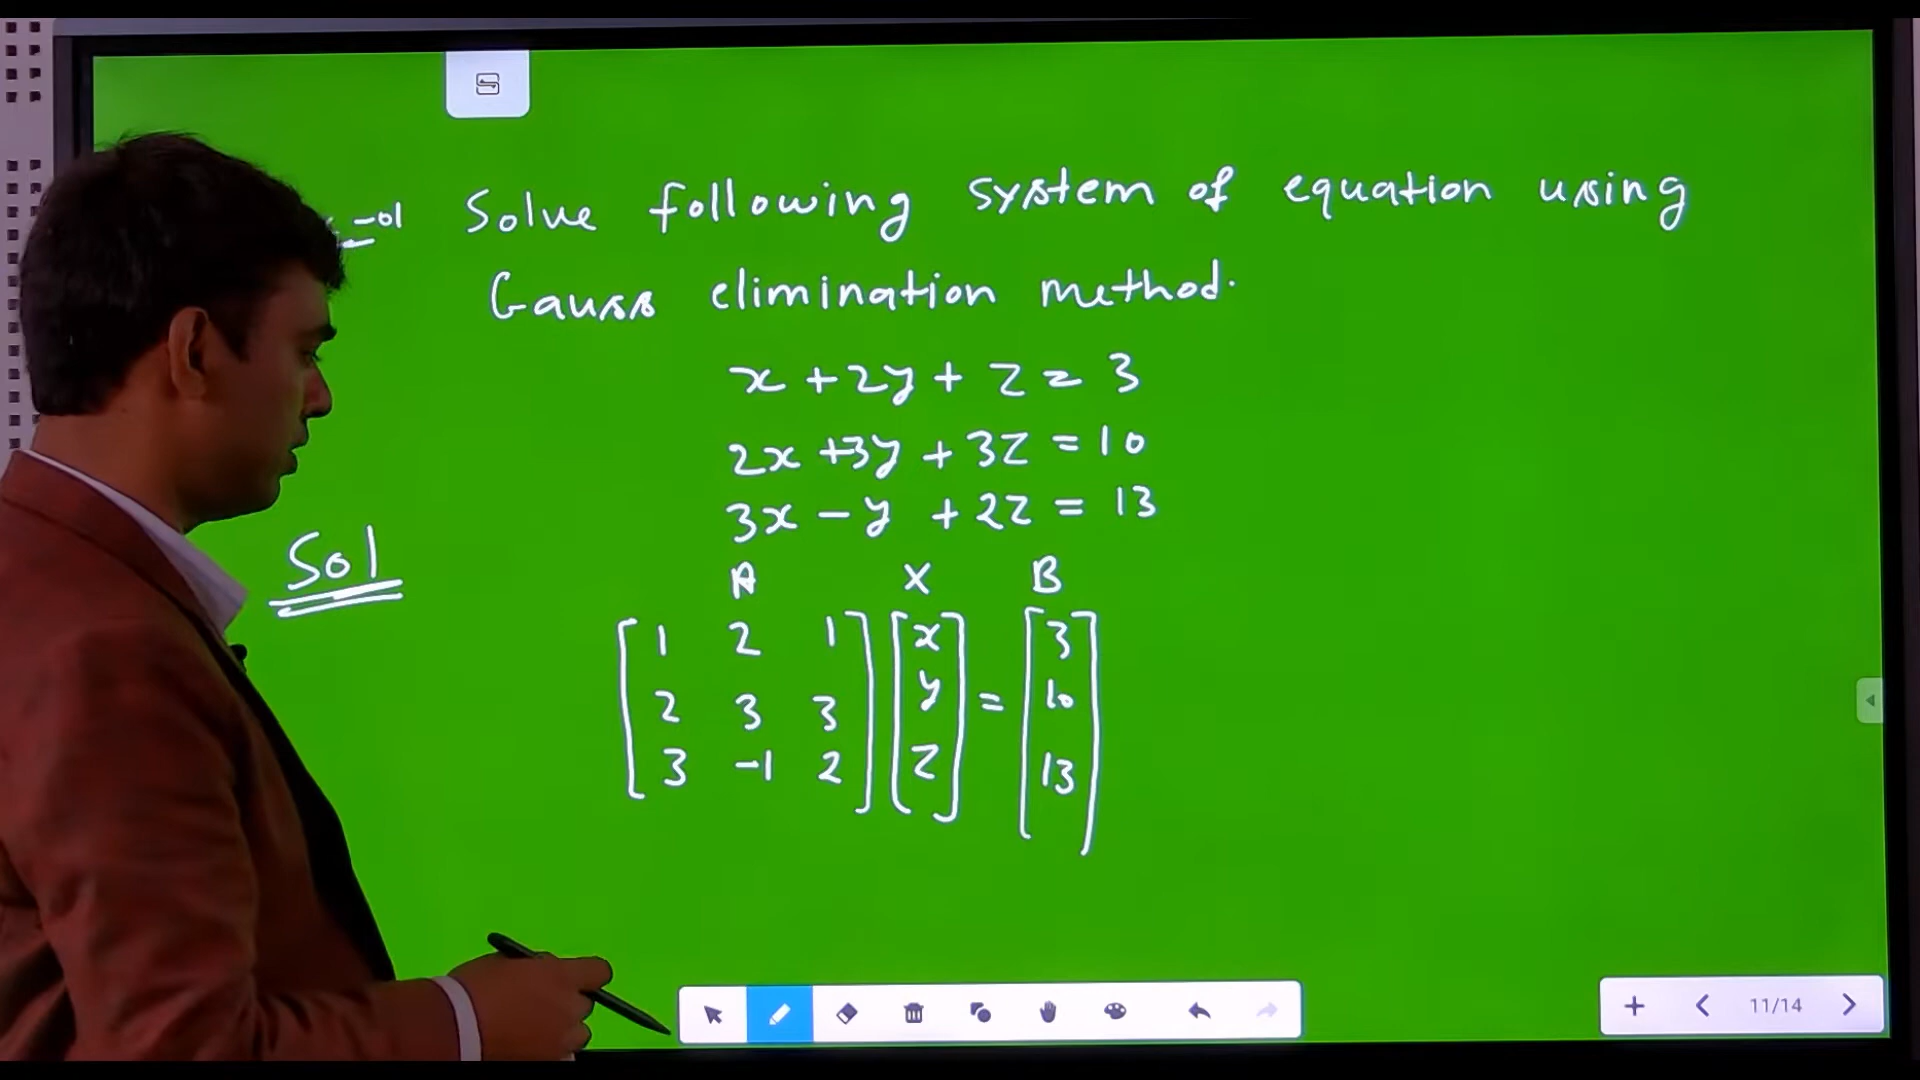 -01 Solve following system of equation using
Gauss elimination method.
x + 2y + z = 3
2x + 3y + 3z = 10
3x - y + 2z = 13
Sol
A X B
1 2 1 x 3
2 3 3 y = 10
3 -1 2 z 13
11/14